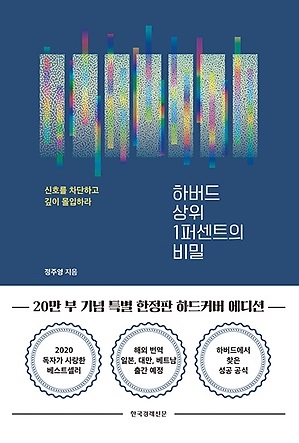 신호를 차단하고
깊이 몰입하라
하버드
상위
1퍼센트의
비밀
정주영 지음
20만 부 기념 특별 한정판 하드커버 에디션
2020
독자가 사랑한
베스트셀러
해외 번역
일본, 대만, 베트남
출간 예정
하버드에서
찾은
성공 공식
한국경제신문